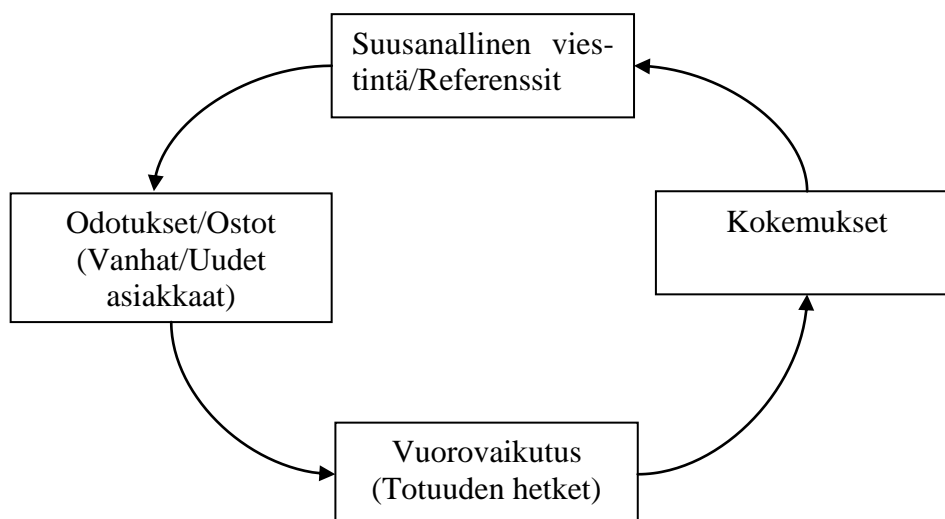 Suusanallinen vies-
tintä/Referenssit
Odotukset/Ostot
(Vanhat/Uudet
asiakkaat)
Kokemukset
Vuorovaikutus
(Totuuden hetket)